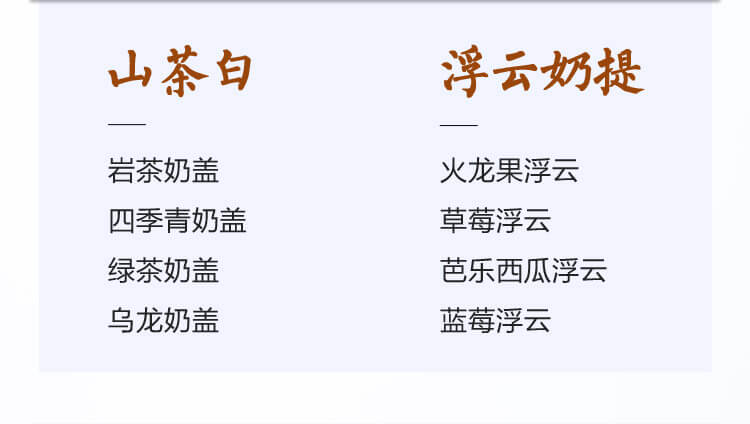 山茶白
岩茶奶盖
四季青奶盖
绿茶奶盖
乌龙奶盖
浮云奶提
火龙果浮云
草莓浮云
芭乐西瓜浮云
蓝莓浮云